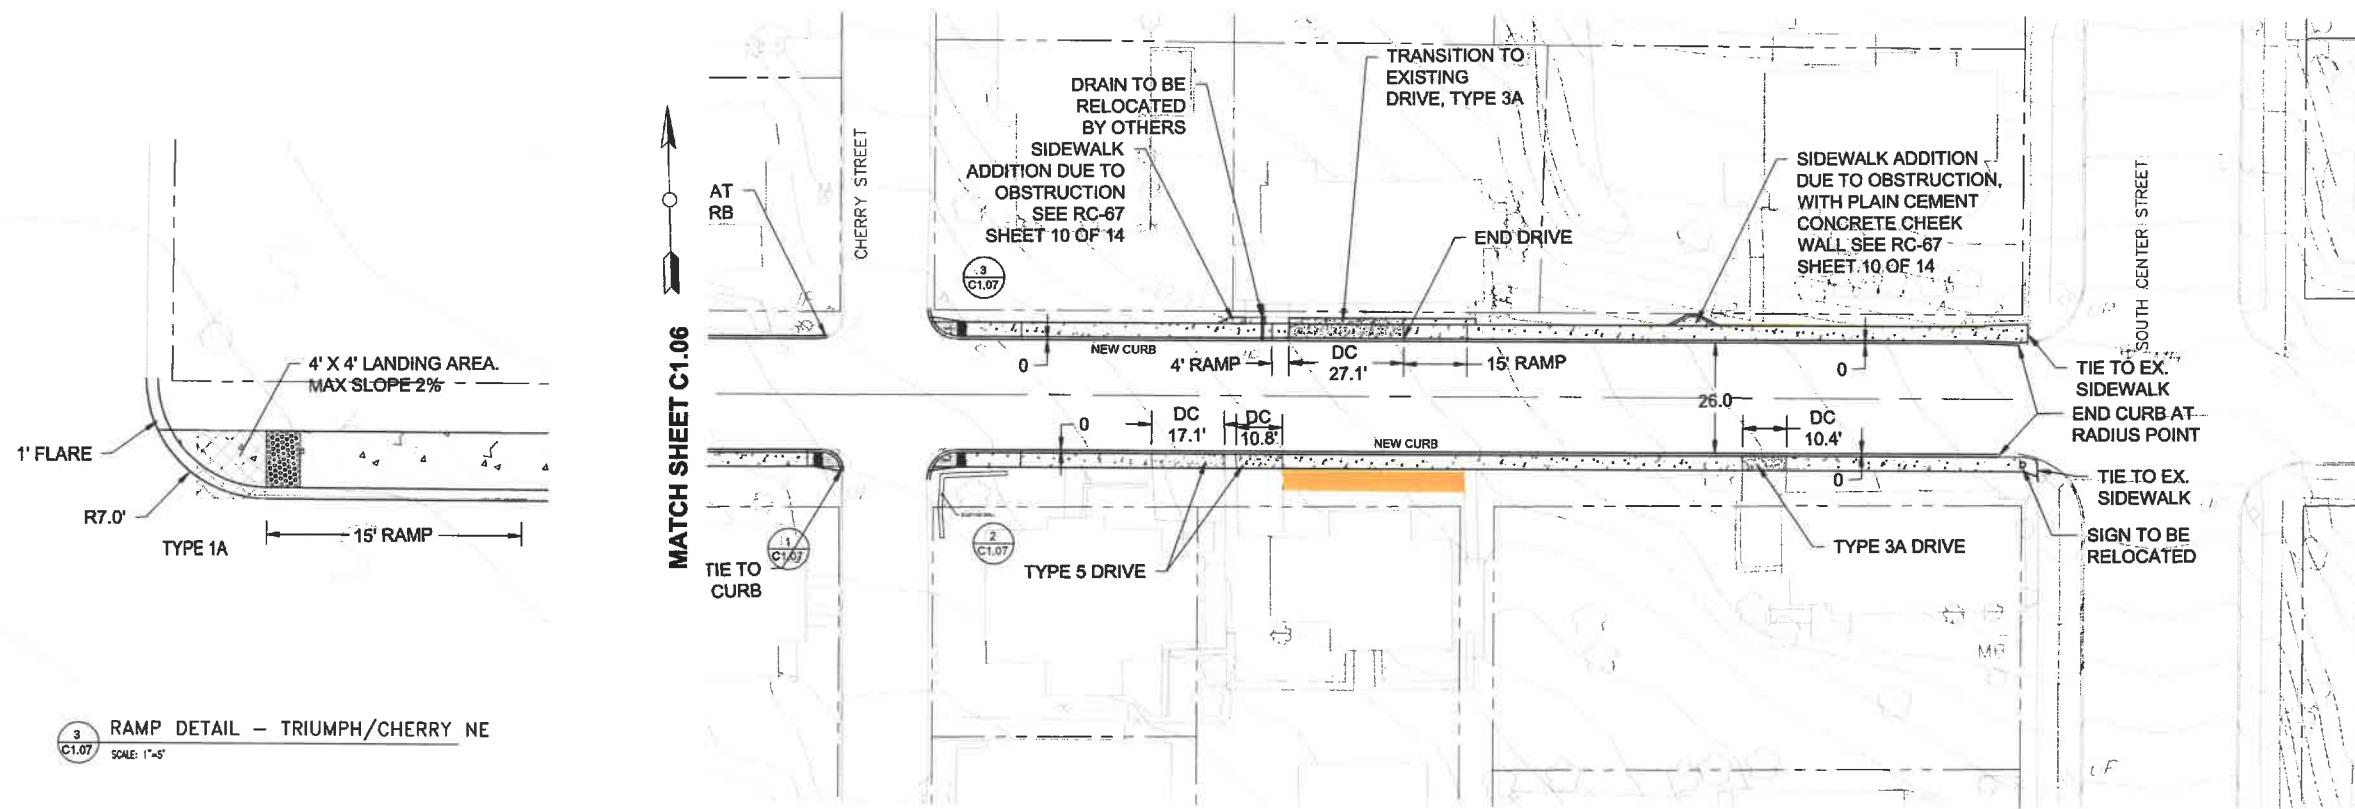 4' X 4' LANDING AREA.
MAX SLOPE 2%
1' FLARE
R7.0'
TYPE 1A
15' RAMP
3
C1.07
RAMP DETAIL - TRIUMPH/CHERRY NE
SCALE: 1"=5'
MATCH SHEET C1.06
AT
RB
CHERRY STREET
DRAIN TO BE
RELOCATED
BY OTHERS
SIDEWALK
ADDITION DUE TO
OBSTRUCTION
SEE RC-67
SHEET 10 OF 14
3
C1.07
TRANSITION TO
EXISTING
DRIVE, TYPE 3A
END DRIVE
SIDEWALK ADDITION
DUE TO OBSTRUCTION,
WITH PLAIN CEMENT
CONCRETE CHEEK
WALL SEE RC-67
SHEET 10 OF 14
SOUTH CENTER STREET
0
NEW CURB
4' RAMP
DC
27.1'
15' RAMP
0
TIE TO EX.
SIDEWALK
END CURB AT
RADIUS POINT
26.0
0
DC
17.1'
DC
10.8'
NEW CURB
DC
10.4'
0
TIE TO EX.
SIDEWALK
SIGN TO BE
RELOCATED
TYPE 3A DRIVE
TYPE 5 DRIVE
1
C1.07
2
C1.07
TIE TO
CURB
MB